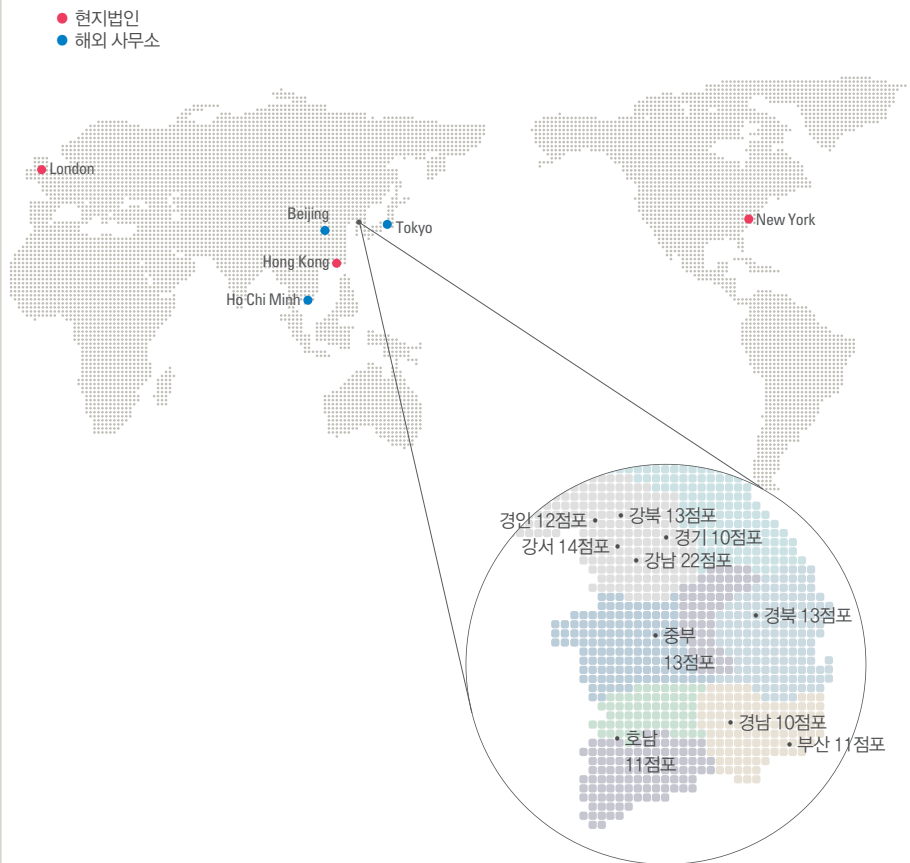 현지법인
해외 사무소
London
Beijing
Tokyo
New York
Hong Kong
Ho Chi Minh
경인 12점포
강북 13점포
경기 10점포
강서 14점포
강남 22점포
경북 13점포
중부
13점포
경남 10점포
호남
11점포
부산 11점포